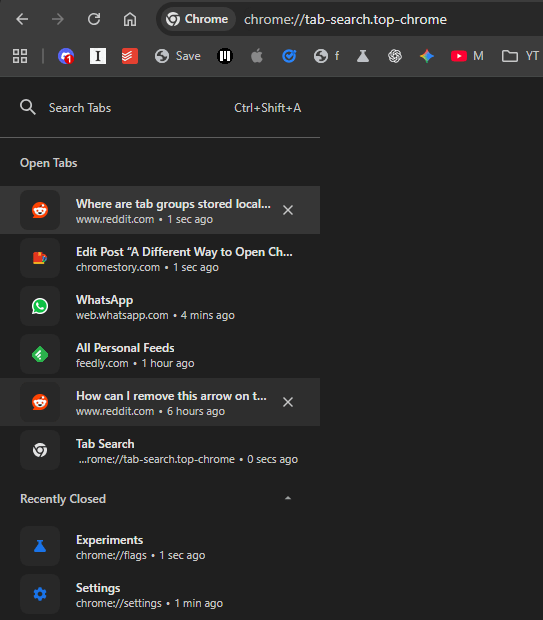 Chrome
chrome://tab-search.top-chrome
1
Save
f
M
YT
Search Tabs
Ctrl+Shift+A
Open Tabs
Where are tab groups stored local...
www.reddit.com • 1 sec ago
Edit Post “A Different Way to Open Ch...
chromestory.com • 1 sec ago
WhatsApp
web.whatsapp.com • 4 mins ago
All Personal Feeds
feedly.com • 1 hour ago
How can I remove this arrow on t...
www.reddit.com • 6 hours ago
Tab Search
...rome://tab-search.top-chrome • 0 secs ago
Recently Closed
Experiments
chrome://flags • 1 sec ago
Settings
chrome://settings • 1 min ago